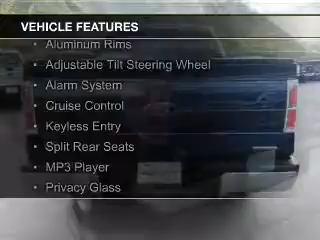 VEHICLE FEATURES
• Aluminum Rims
• Adjustable Tilt Steering Wheel
• Alarm System
• Cruise Control
• Keyless Entry
• Split Rear Seats
• MP3 Player
• Privacy Glass